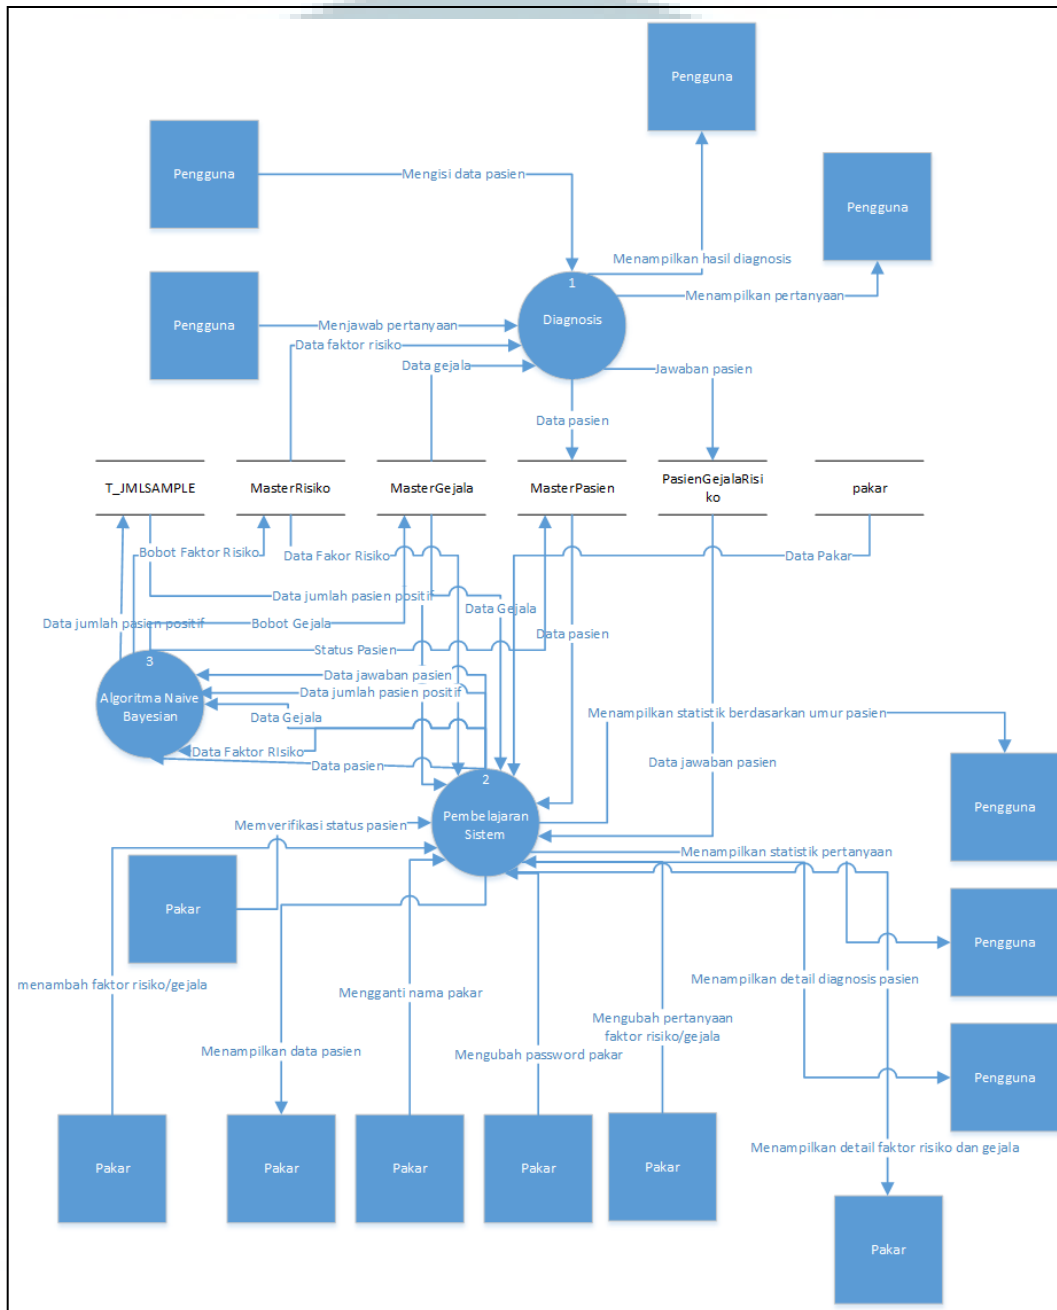 Pengguna
Pengguna
Mengisi data pasien
Pengguna
Menampilkan hasil diagnosis
1
Diagnosis
Menampilkan pertanyaan
Pengguna
Menjawab pertanyaan
Data faktor risiko
Data gejala
Jawaban pasien
Data pasien
T_JMLSAMPLE
MasterRisiko
MasterGejala
MasterPasien
PasienGejalaRisi
ko
pakar
Bobot Faktor Risiko
Data Fakor Risiko
Data Pakar
Data jumlah pasien positif
Data Gejala
Data jumlah pasien positif
Bobot Gejala
Data pasien
Status Pasien
3
Algoritma Naive
Bayesian
Data jawaban pasien
Data jumlah pasien positif
Data Gejala
Menampilkan statistik berdasarkan umur pasien
Data Faktor RIsiko
Data pasien
Data jawaban pasien
2
Pembelajaran
Sistem
Pengguna
Memverifikasi status pasien
Menampilkan statistik pertanyaan
Pakar
Pengguna
menambah faktor risiko/gejala
Mengganti nama pakar
Menampilkan detail diagnosis pasien
Mengubah pertanyaan
faktor risiko/gejala
Menampilkan data pasien
Mengubah password pakar
Pengguna
Menampilkan detail faktor risiko dan gejala
Pakar
Pakar
Pakar
Pakar
Pakar
Pakar